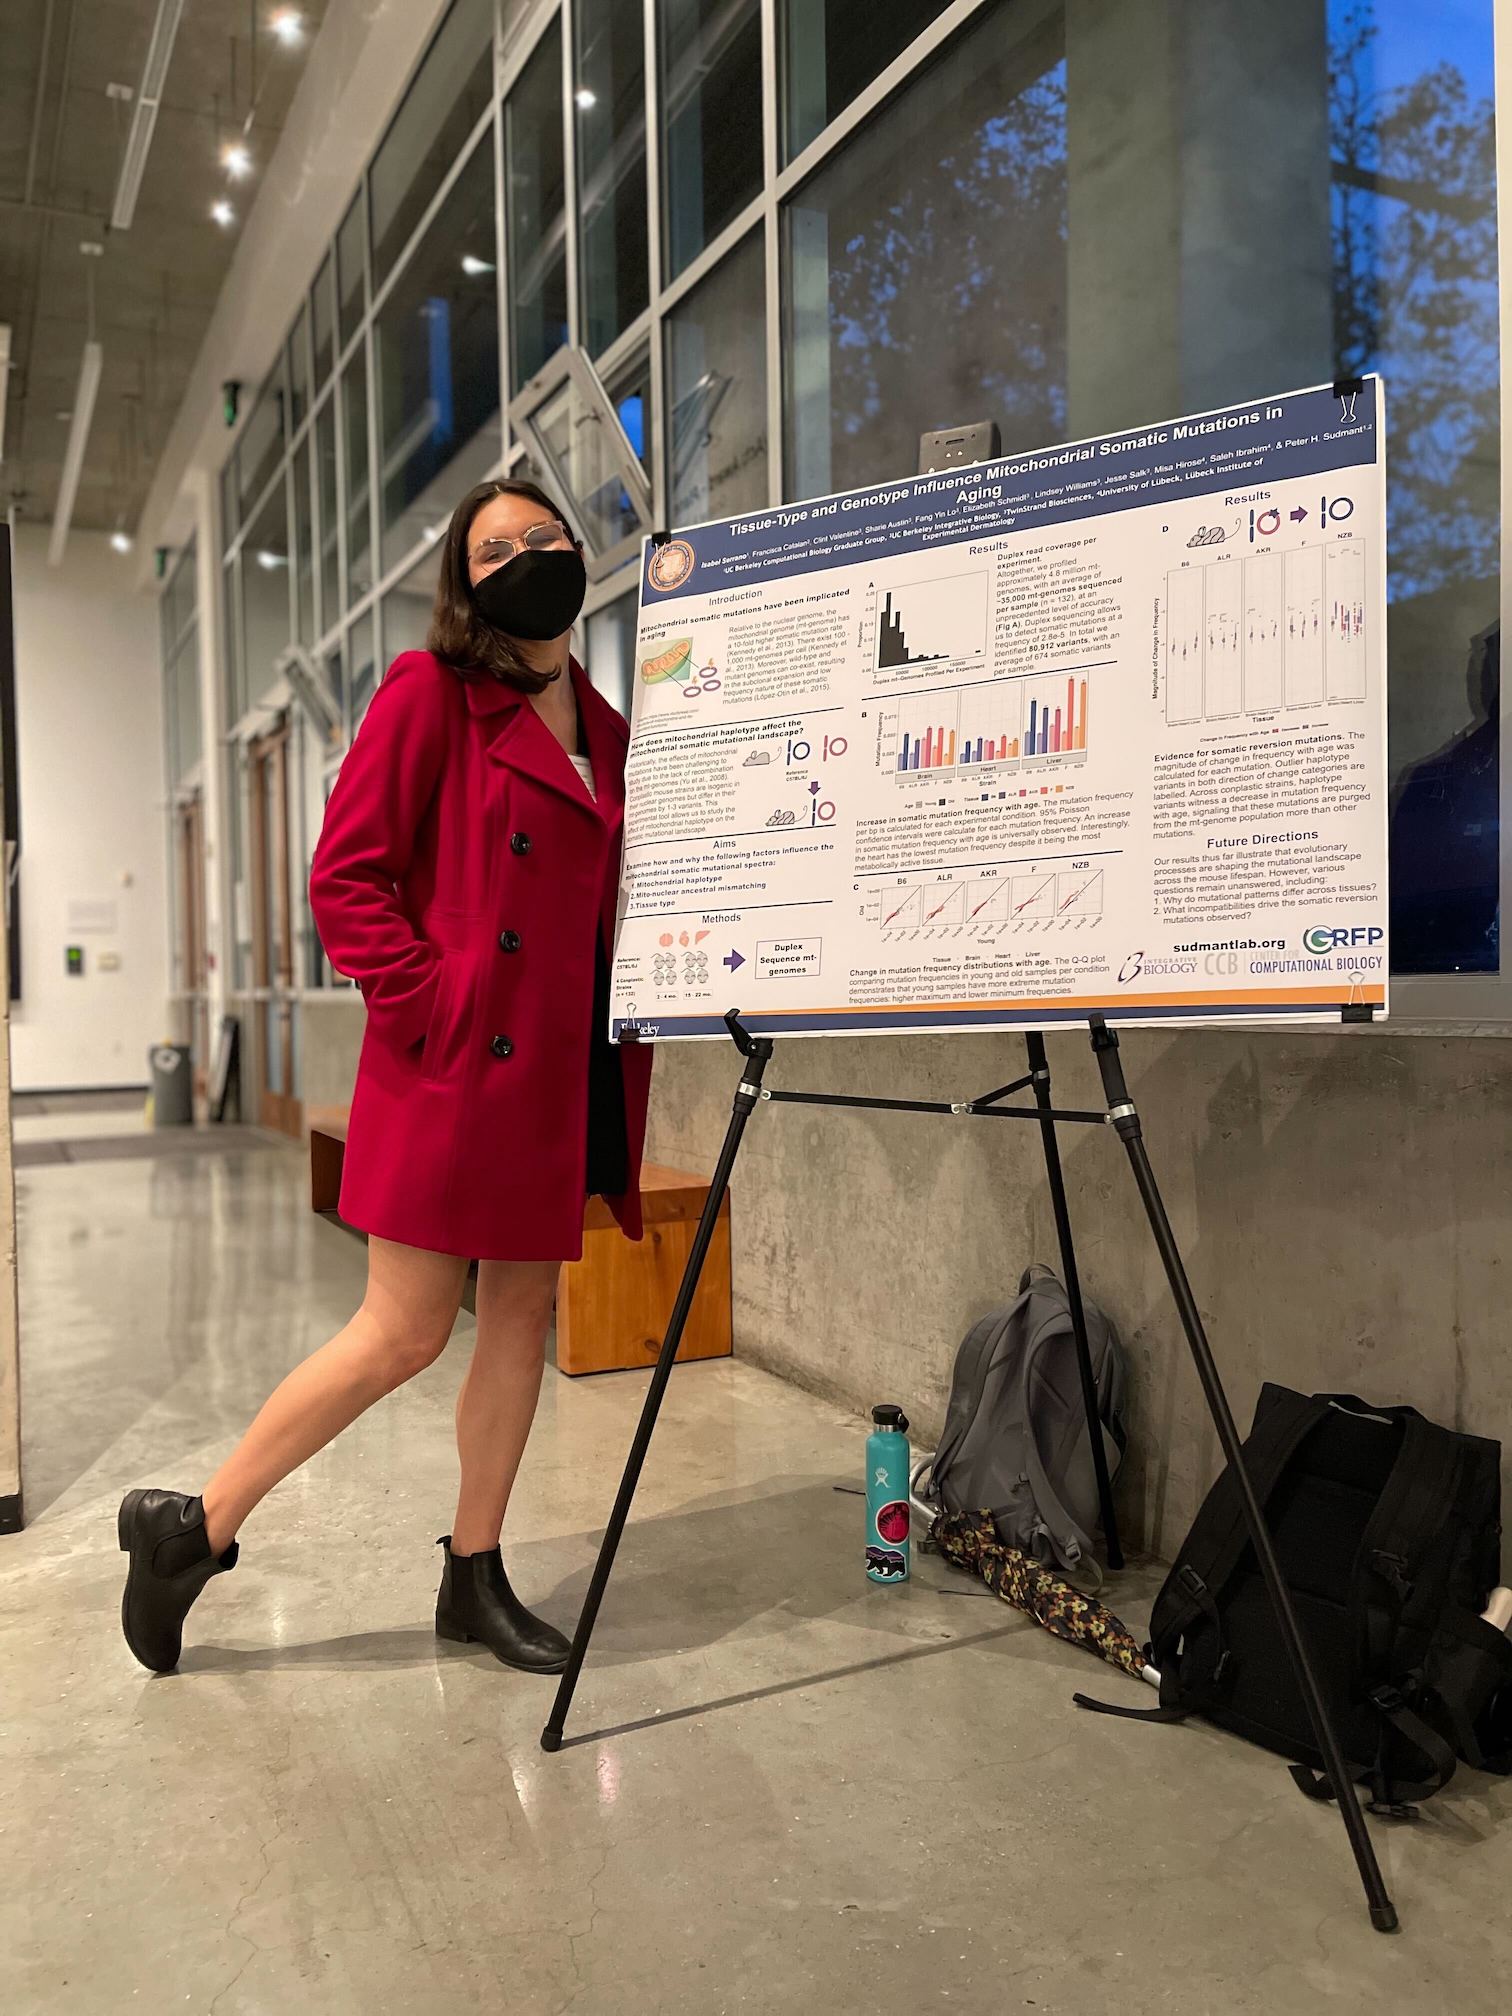 Tissue-Type and Genotype Influence Mitochondrial Somatic Mutations in
Aging
Isabel Serrano¹, Francisca Catalan², Clint Valentine³, Sharie Austin³, Fang Yin Lo³, Elizabeth Schmidt³, Lindsey Williams³, Jesse Salk³, Misa Hirose⁴, Saleh Ibrahim⁴, & Peter H. Sudmant¹,²
¹UC Berkeley Computational Biology Graduate Group, ²UC Berkeley Integrative Biology, ³TwinStrand Biosciences, ⁴University of Lübeck, Lübeck Institute of
Experimental Dermatology
Introduction
Mitochondrial somatic mutations have been implicated
in aging
Relative to the nuclear genome, the
mitochondrial genome (mt-genome) has
a 10-fold higher somatic mutation rate
(Kennedy et al., 2013). There exist 100 -
1,000 mt-genomes per cell (Kennedy et
al., 2013). Moreover, wild-type and
mutant genomes can co-exist, resulting
in the subclonal expansion and low
frequency nature of these somatic
mutations (López-Otín et al., 2015).
How does mitochondrial haplotype affect the
mitochondrial somatic mutational landscape?
Historically, the effects of mitochondrial
mutations have been challenging to
study due to the lack of recombination
on the mt-genomes (Yu et al., 2008).
Conplastic mouse strains are isogenic in
their nuclear genomes but differ in their
mt-genomes by 1-3 variants. This
experimental tool allows us to study the
effect of mitochondrial haplotype on the
somatic mutational landscape.
Reference
C57BL/6J
Aims
Examine how and why the following factors influence the
mitochondrial somatic mutational spectra:
1. Mitochondrial haplotype
2. Mito-nuclear ancestral mismatching
3. Tissue type
Methods
Reference:
C57BL/6J
4 Conplastic
Strains
(n = 132)
2 - 4 mo.
15 - 22 mo.
Duplex
Sequence mt-
genomes
Berkeley
Results
A
Proportion
0 50000 100000 150000
Duplex mt-Genomes Profiled Per Experiment
Duplex read coverage per
experiment.
Altogether, we profiled
approximately 4.8 million mt-
genomes, with an average of
~35,000 mt-genomes sequenced
per sample (n = 132), at an
unprecedented level of accuracy
(Fig A). Duplex sequencing allows
us to detect somatic mutations at a
frequency of 2.8e-5. In total we
identified 80,912 variants, with an
average of 674 somatic variants
per sample.
B
Mutation Frequency
B6 ALR AKR F NZB
Brain
Heart
Liver
Strain
Age Young Old
B6 ALR AKR F NZB
Increase in somatic mutation frequency with age. The mutation frequency
per bp is calculated for each experimental condition. 95% Poisson
confidence intervals were calculate for each mutation frequency. An increase
in somatic mutation frequency with age is universally observed. Interestingly,
the heart has the lowest mutation frequency despite it being the most
metabolically active tissue.
C
B6 ALR AKR F NZB
Old
Young
Tissue Brain Heart Liver
Change in mutation frequency distributions with age. The Q-Q plot
comparing mutation frequencies in young and old samples per condition
demonstrates that young samples have more extreme mutation
frequencies: higher maximum and lower minimum frequencies.
Results
D
B6 ALR AKR F NZB
Magnitude of Change in Frequency
Brain Heart Liver
Tissue
Change in Frequency with Age Decrease Increase
Evidence for somatic reversion mutations. The
magnitude of change in frequency with age was
calculated for each mutation. Outlier haplotype
variants in both direction of change categories are
labelled. Across conplastic strains, haplotype
variants witness a decrease in mutation frequency
with age, signaling that these mutations are purged
from the mt-genome population more than other
mutations.
Future Directions
Our results thus far illustrate that evolutionary
processes are shaping the mutational landscape
across the mouse lifespan. However, various
questions remain unanswered, including:
1. Why do mutational patterns differ across tissues?
2. What incompatibilities drive the somatic reversion
mutations observed?
sudmantlab.org
GRFP
INTEGRATIVE
BIOLOGY
CCB
CENTER FOR
COMPUTATIONAL BIOLOGY